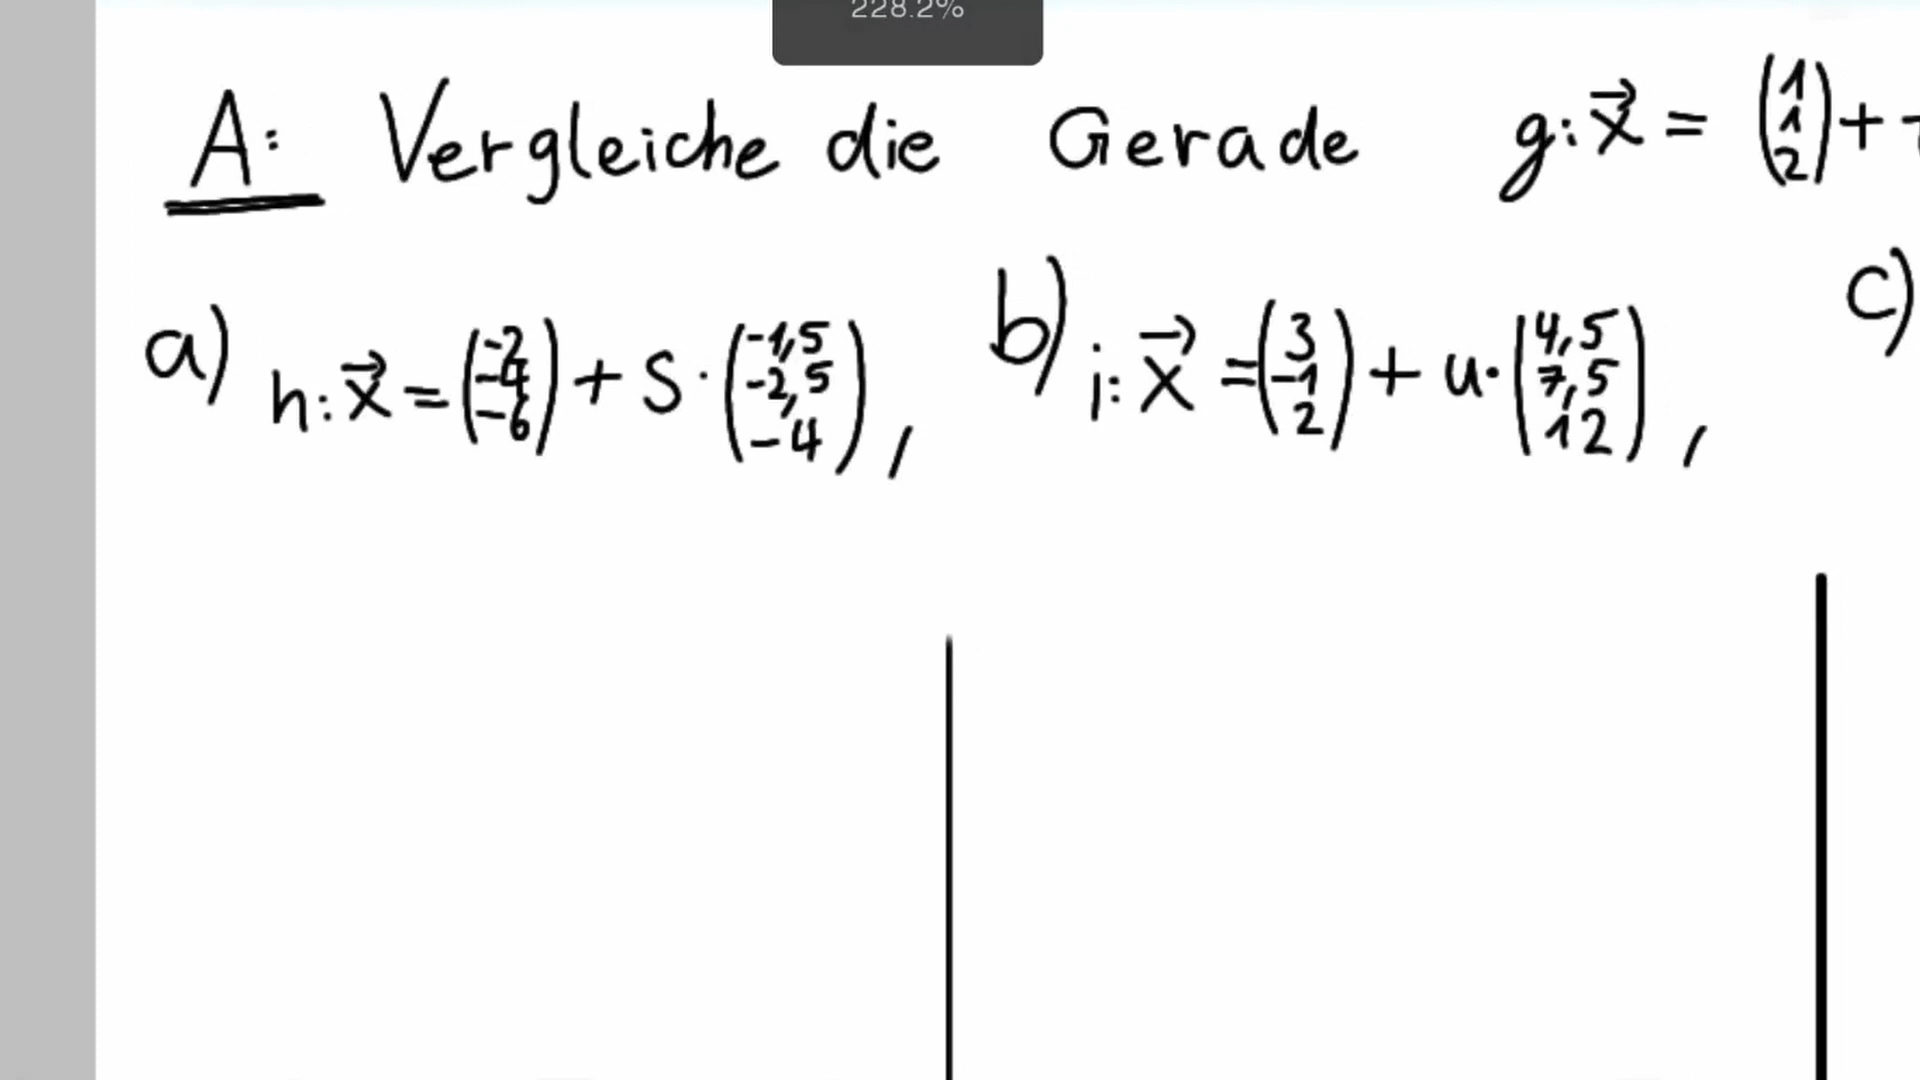 228.2%
A: Vergleiche die Gerade g: x⃗ = (1 1 2) +
a) h: x⃗ = (-2 -4 -6) + s · (-1,5 -2,5 -4) , b) i: x⃗ = (3 -1 2) + u · (4,5 7,5 12) , c)